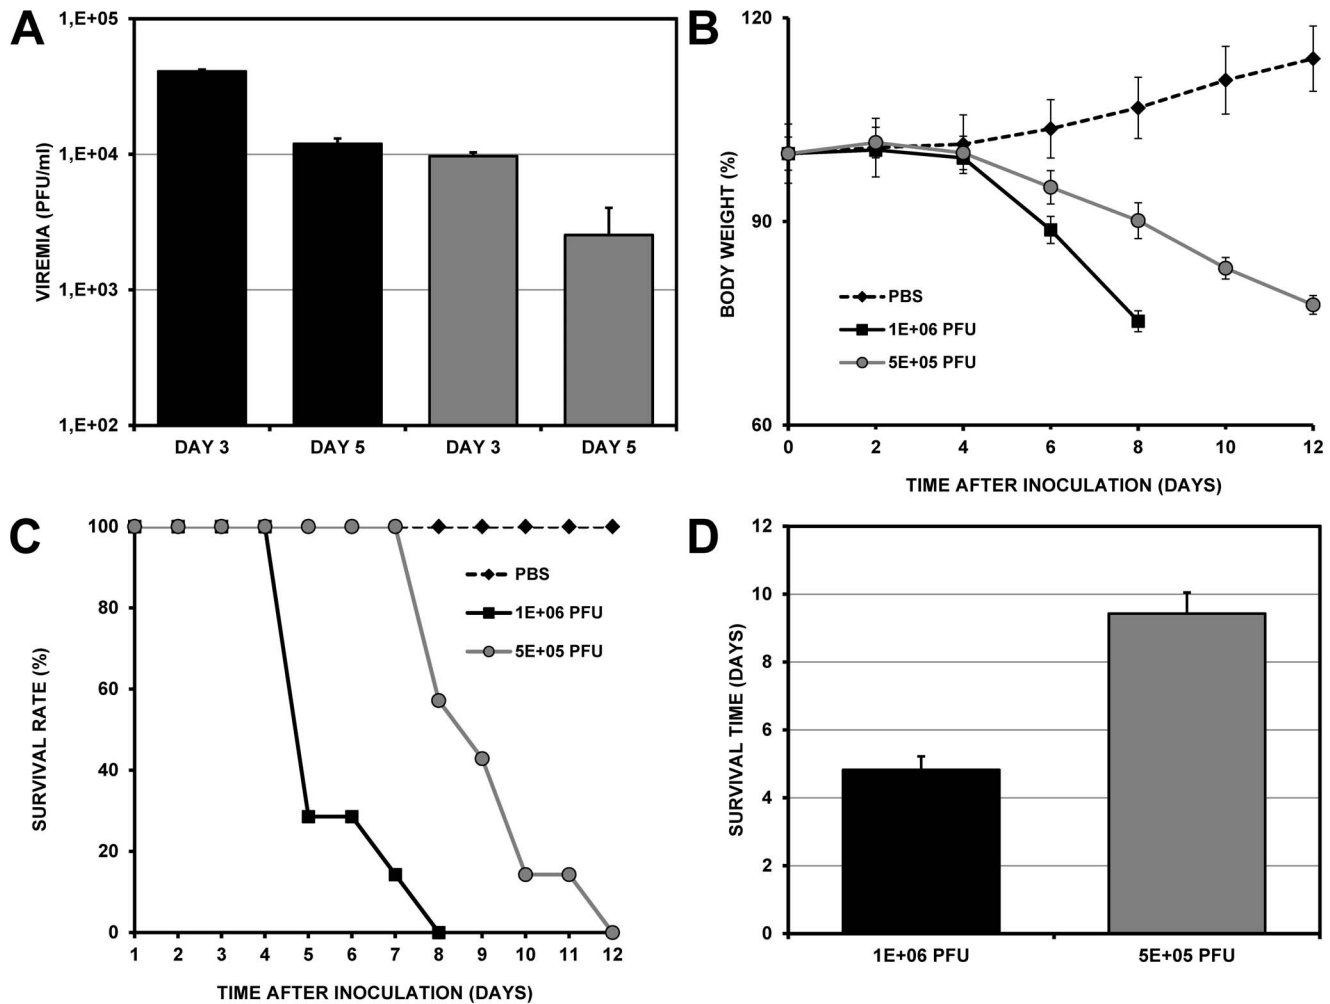 A
1,E+05
1,E+04
1,E+03
1,E+02
VIREMIA (PFU/ml)
DAY 3 DAY 5 DAY 3 DAY 5
B
120
90
60
BODY WEIGHT (%)
PBS
1E+06 PFU
5E+05 PFU
0 2 4 6 8 10 12
TIME AFTER INOCULATION (DAYS)
C
100
80
60
40
20
0
SURVIVAL RATE (%)
PBS
1E+06 PFU
5E+05 PFU
1 2 3 4 5 6 7 8 9 10 11 12
TIME AFTER INOCULATION (DAYS)
D
12
10
8
6
4
2
0
SURVIVAL TIME (DAYS)
1E+06 PFU 5E+05 PFU